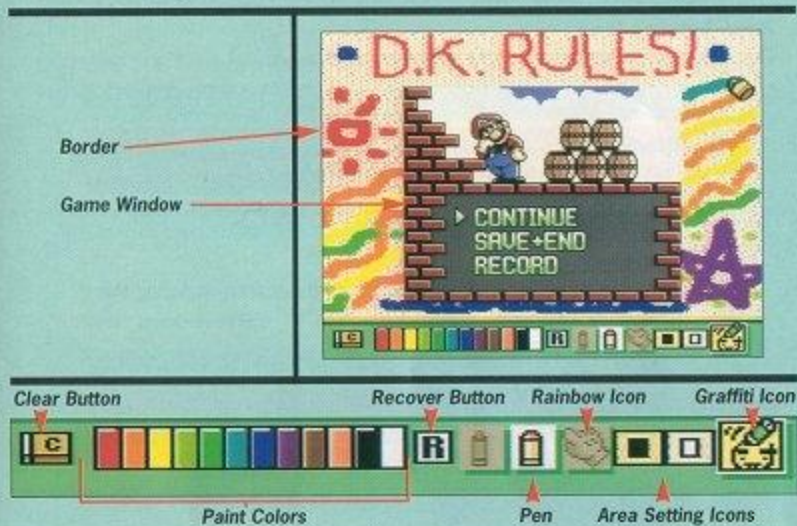 D.K. RULES!
Border
Game Window
CONTINUE
SAVE+END
RECORD
C
R
Clear Button
Recover Button
Rainbow Icon
Graffiti Icon
C
R
Paint Colors
Pen
Area Setting Icons